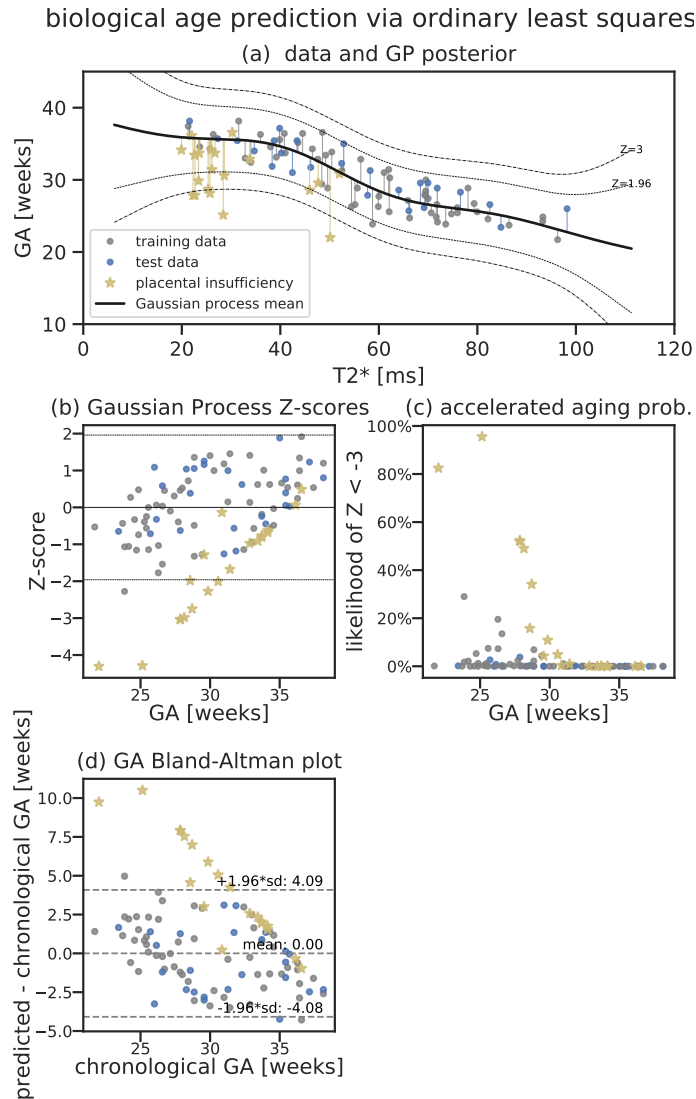 biological age prediction via ordinary least squares
(a)  data and GP posterior
GA [weeks]
40
30
20
10
Z=3
Z=1.96
training data
test data
placental insufficiency
Gaussian process mean
0
20
40
60
80
100
120
T2* [ms]
(b) Gaussian Process Z-scores
Z-score
2
1
0
−1
−2
−3
−4
25
30
35
GA [weeks]
(c) accelerated aging prob.
likelihood of Z < -3
100%
80%
60%
40%
20%
0%
25
30
35
GA [weeks]
(d) GA Bland-Altman plot
predicted - chronological GA [weeks]
10.0
7.5
5.0
2.5
0.0
−2.5
−5.0
+1.96*sd: 4.09
mean: 0.00
-1.96*sd: -4.08
25
30
35
chronological GA [weeks]